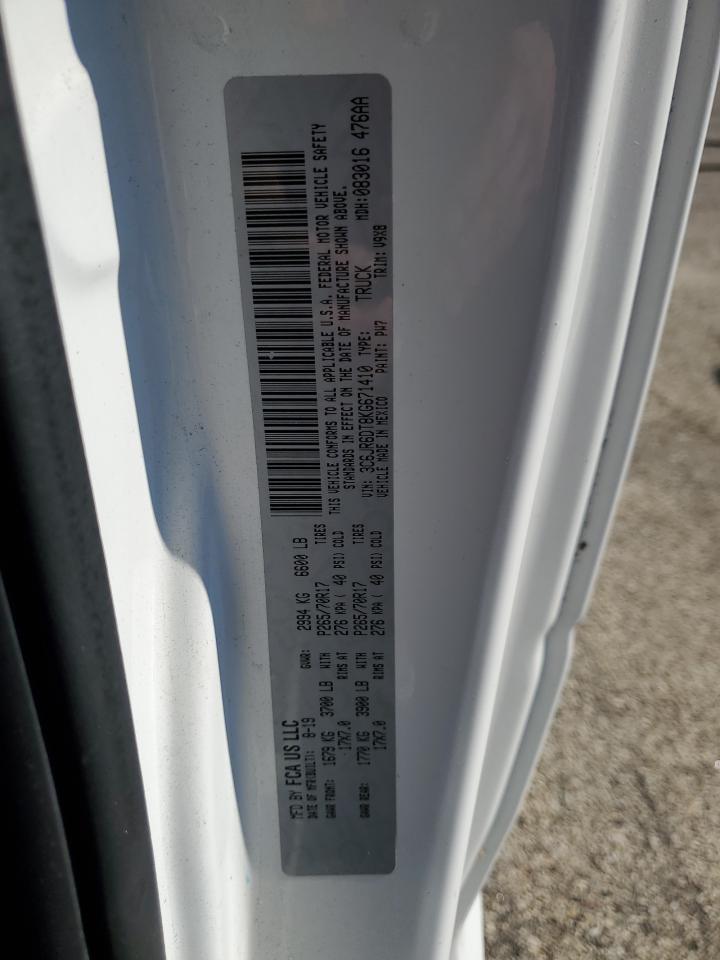 MFD BY FCA US LLC
DATE OF MFR(BUILT): 8-19 GVWR: 2994 KG 6600 LB
GAWR FRONT: 1679 KG 3700 LB WITH P265/70R17 TIRES
17X7.0 RIMS AT 276 KPA ( 40 PSI) COLD
GAWR REAR: 1770 KG 3900 LB WITH P265/70R17 TIRES
17X7.0 RIMS AT 276 KPA ( 40 PSI) COLD
THIS VEHICLE CONFORMS TO ALL APPLICABLE U.S.A. FEDERAL MOTOR VEHICLE SAFETY
STANDARDS IN EFFECT ON THE DATE OF MANUFACTURE SHOWN ABOVE.
VIN: 3C6JR6DT8KG671410 TYPE: TRUCK MDH:083016 476AA
VEHICLE MADE IN MEXICO PAINT: PW7 TRIM: V9X8